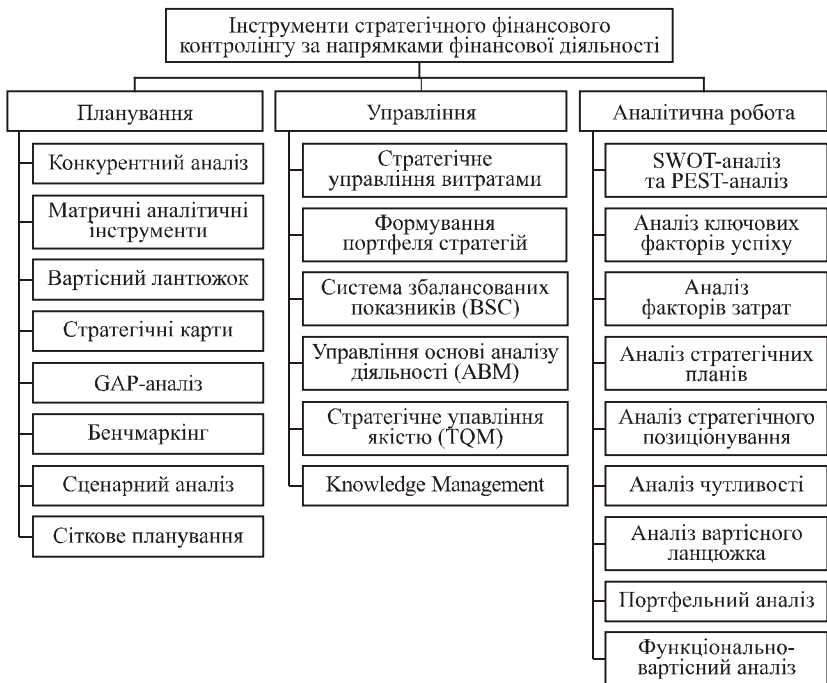 Інструменти стратегічного фінансового
контролінгу за напрямками фінансової діяльності
Планування
Конкурентний аналіз
Матричні аналітичні
інструменти
Вартісний лантюжок
Стратегічні карти
GAP-аналіз
Бенчмаркінг
Сценарний аналіз
Сіткове планування
Управління
Стратегічне
управління витратами
Формування
портфеля стратегій
Система збалансованих
показників (BSC)
Управління основі аналізу
діяльності (ABM)
Стратегічне упавління
якістю (TQM)
Knowledge Management
Аналітична робота
SWOT-аналіз
та PEST-аналіз
Аналіз ключових
факторів успіху
Аналіз
факторів затрат
Аналіз стратегічних
планів
Аналіз стратегічного
позиціонування
Аналіз чутливості
Аналіз вартісного
ланцюжка
Портфельний аналіз
Функціонально-
вартісний аналіз